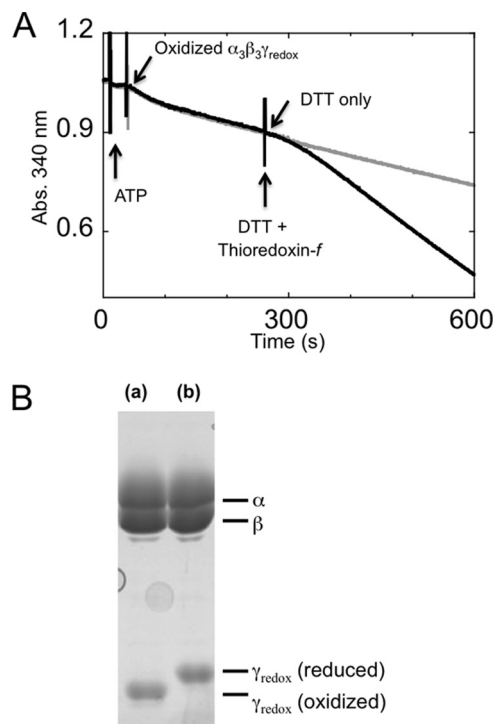 A
1.2
Oxidized α3β3γredox
DTT only
0.9
Abs. 340 nm
ATP
DTT +
Thioredoxin-f
0.6
0 300 600
Time (s)
B
(a) (b)
α
β
γredox (reduced)
γredox (oxidized)